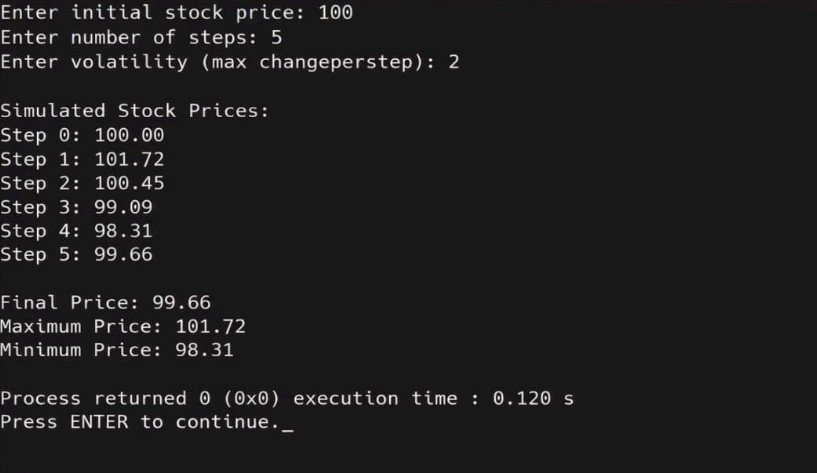 Enter initial stock price: 100
Enter number of steps: 5
Enter volatility (max changeperstep): 2
Simulated Stock Prices:
Step 0: 100.00
Step 1: 101.72
Step 2: 100.45
Step 3: 99.09
Step 4: 98.31
Step 5: 99.66
Final Price: 99.66
Maximum Price: 101.72
Minimum Price: 98.31
Process returned 0 (0x0) execution time : 0.120 s
Press ENTER to continue._